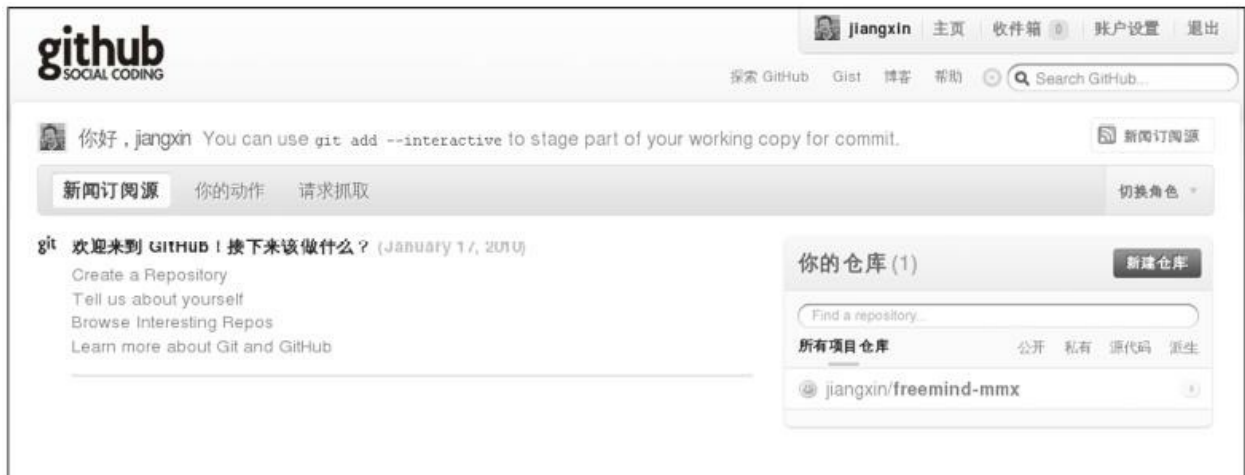 github
SOCIAL CODING
jiangxin 主页 收件箱 0 账户设置 退出
探索 GitHub Gist 博客 帮助 Search GitHub...
你好，jiangxin You can use git add --interactive to stage part of your working copy for commit.
新闻订阅源
新闻订阅源 你的动作 请求抓取 切换角色
git 欢迎来到 GitHub！接下来该做什么？ (January 17, 2010)
Create a Repository
Tell us about yourself
Browse Interesting Repos
Learn more about Git and GitHub
你的仓库 (1) 新建仓库
Find a repository...
所有项目仓库 公开 私有 源代码 派生
jiangxin/freemind-mmx